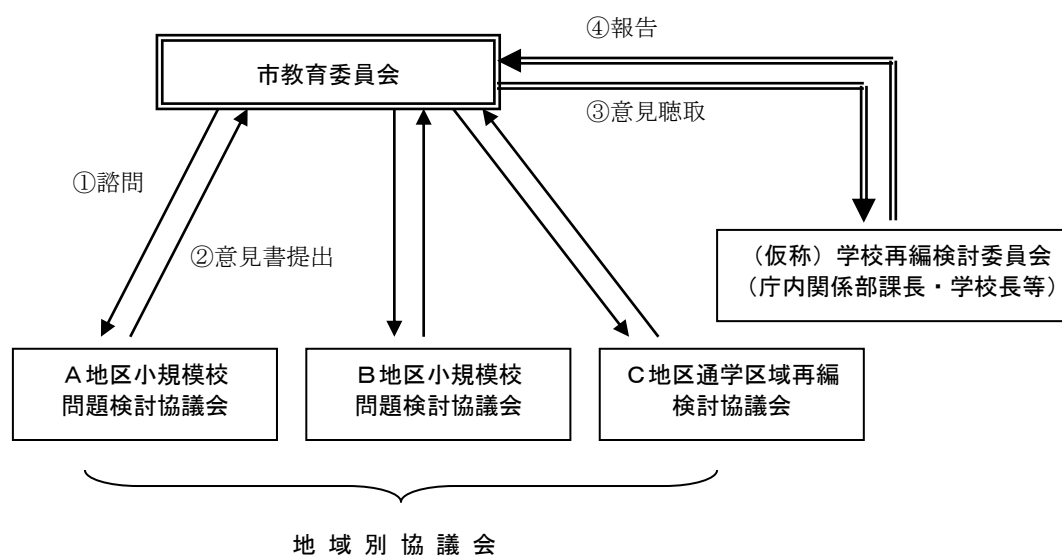 ④報告
市教育委員会
③意見聴取
①諮問
②意見書提出
（仮称）学校再編検討委員会
（庁内関係部課長・学校長等）
Ａ地区小規模校
問題検討協議会
Ｂ地区小規模校
問題検討協議会
Ｃ地区通学区域再編
検討協議会
地 域 別 協 議 会